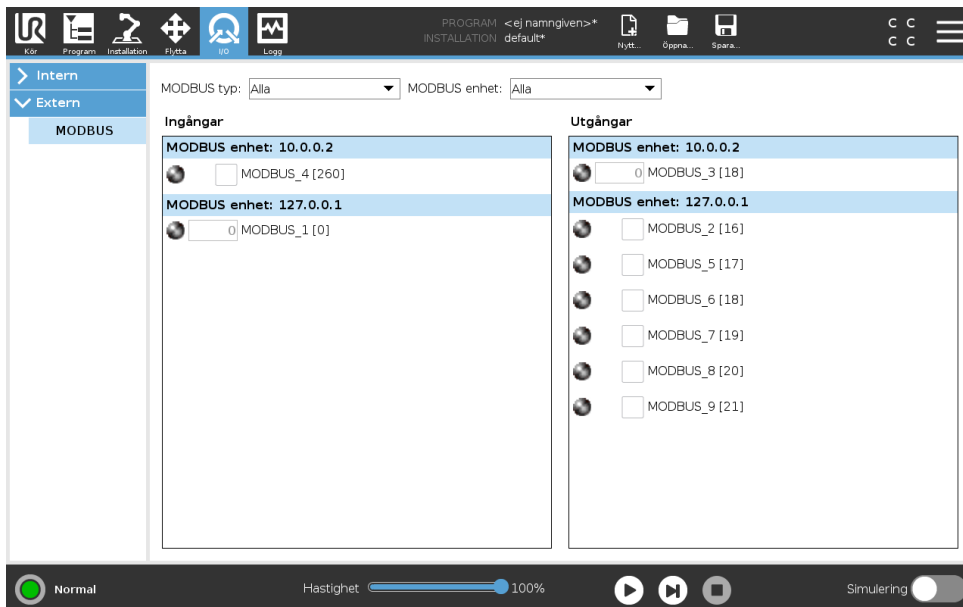 UR
Kör
Program
Installation
Flytta
I/O
Logg
PROGRAM <ej namngiven>*
INSTALLATION default*
Nytt...
Öppna...
Spara...
C C
C C
Intern
Extern
MODBUS
MODBUS typ: Alla
MODBUS enhet: Alla
Ingångar
MODBUS enhet: 10.0.0.2
MODBUS_4 [260]
MODBUS enhet: 127.0.0.1
0 MODBUS_1 [0]
Utgångar
MODBUS enhet: 10.0.0.2
0 MODBUS_3 [18]
MODBUS enhet: 127.0.0.1
MODBUS_2 [16]
MODBUS_5 [17]
MODBUS_6 [18]
MODBUS_7 [19]
MODBUS_8 [20]
MODBUS_9 [21]
Normal
Hastighet 100%
Simulering